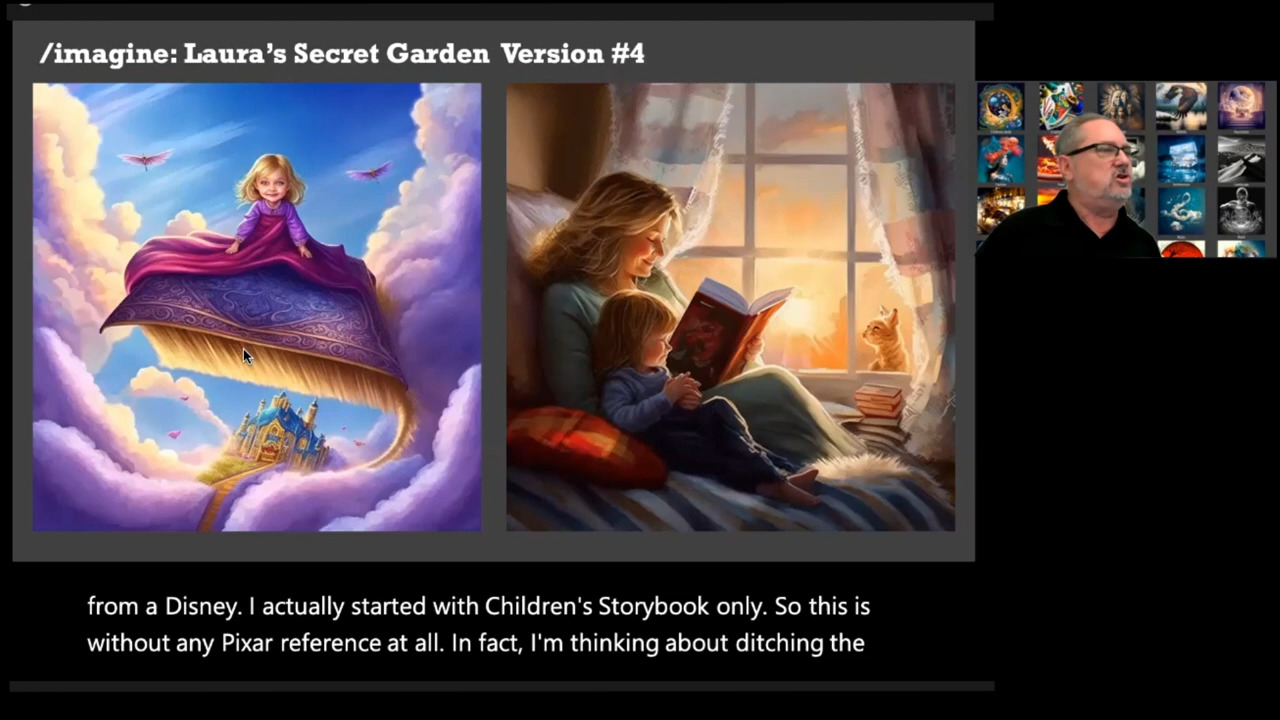 /imagine: Laura’s Secret Garden Version #4
from a Disney. I actually started with Children's Storybook only. So this is
without any Pixar reference at all. In fact, I'm thinking about ditching the